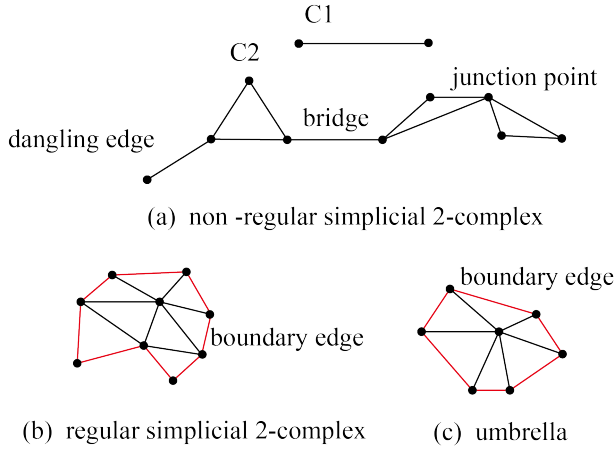 C1
C2
junction point
bridge
dangling edge
(a) non -regular simplicial 2-complex
boundary edge
boundary edge
(b) regular simplicial 2-complex
(c) umbrella